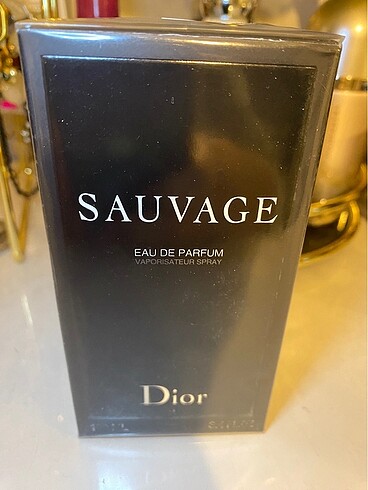 SAUVAGE
EAU DE PARFUM
VAPORISATEUR SPRAY
Dior